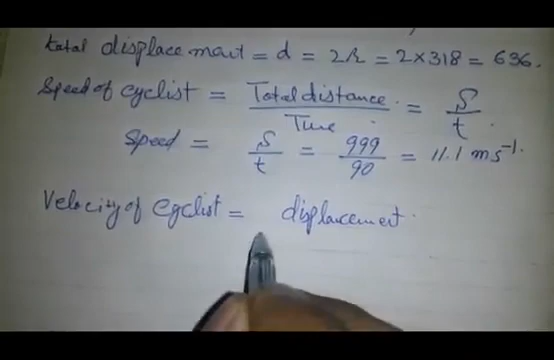 total displacement = d = 2r = 2×318 = 636.
Speed of cyclist = Total distance / Time = S / t.
Speed = S / t = 999 / 90 = 11.1 ms⁻¹.
Velocity of cyclist = displacement.